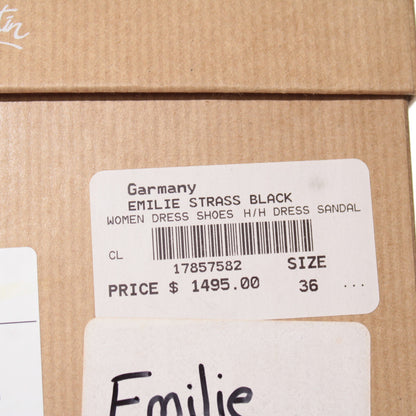 Garmany
EMILIE STRASS BLACK
WOMEN DRESS SHOES H/H DRESS SANDAL
CL
17857582 SIZE
PRICE $ 1495.00 36 ...
Emilie